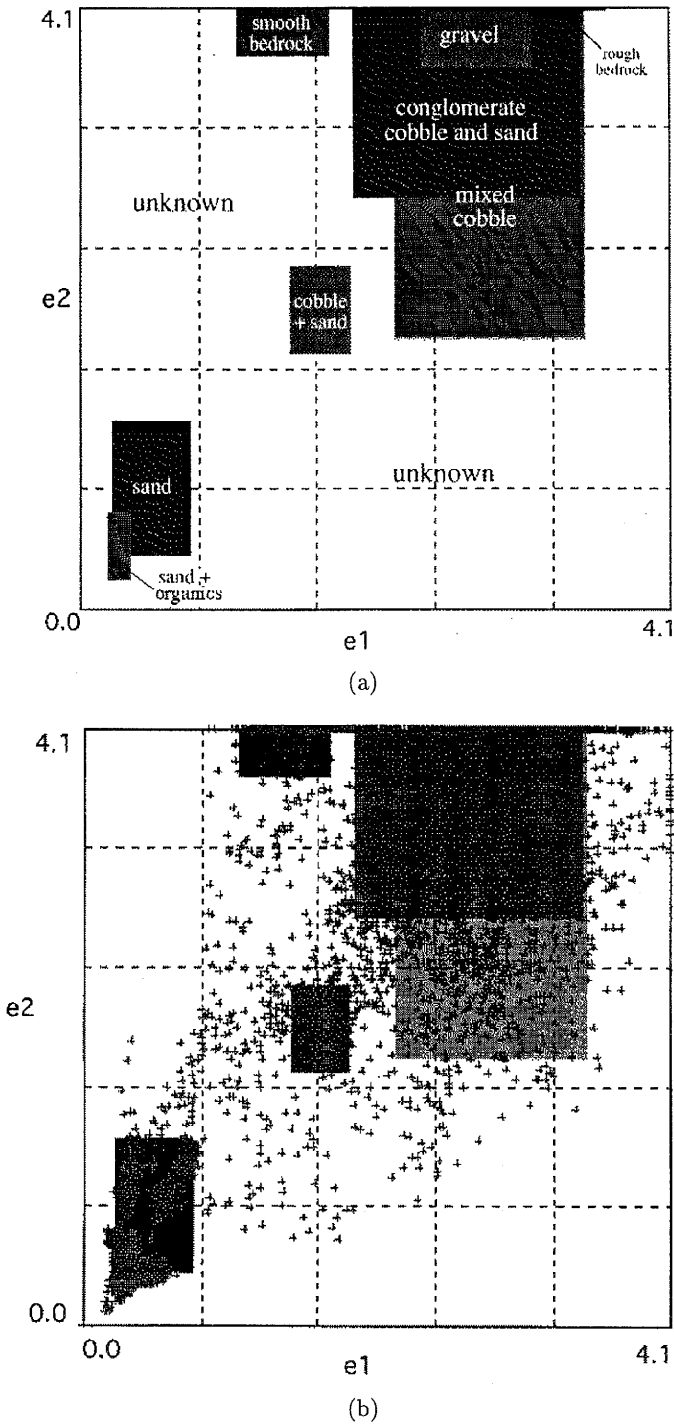 4.1
smooth
bedrock
gravel
rough
bedrock
conglomerate
cobble and sand
unknown
mixed
cobble
e2
cobble
+ sand
unknown
sand
sand +
organics
0.0
e1
4.1
(a)
4.1
e2
0.0
0.0
e1
4.1
(b)